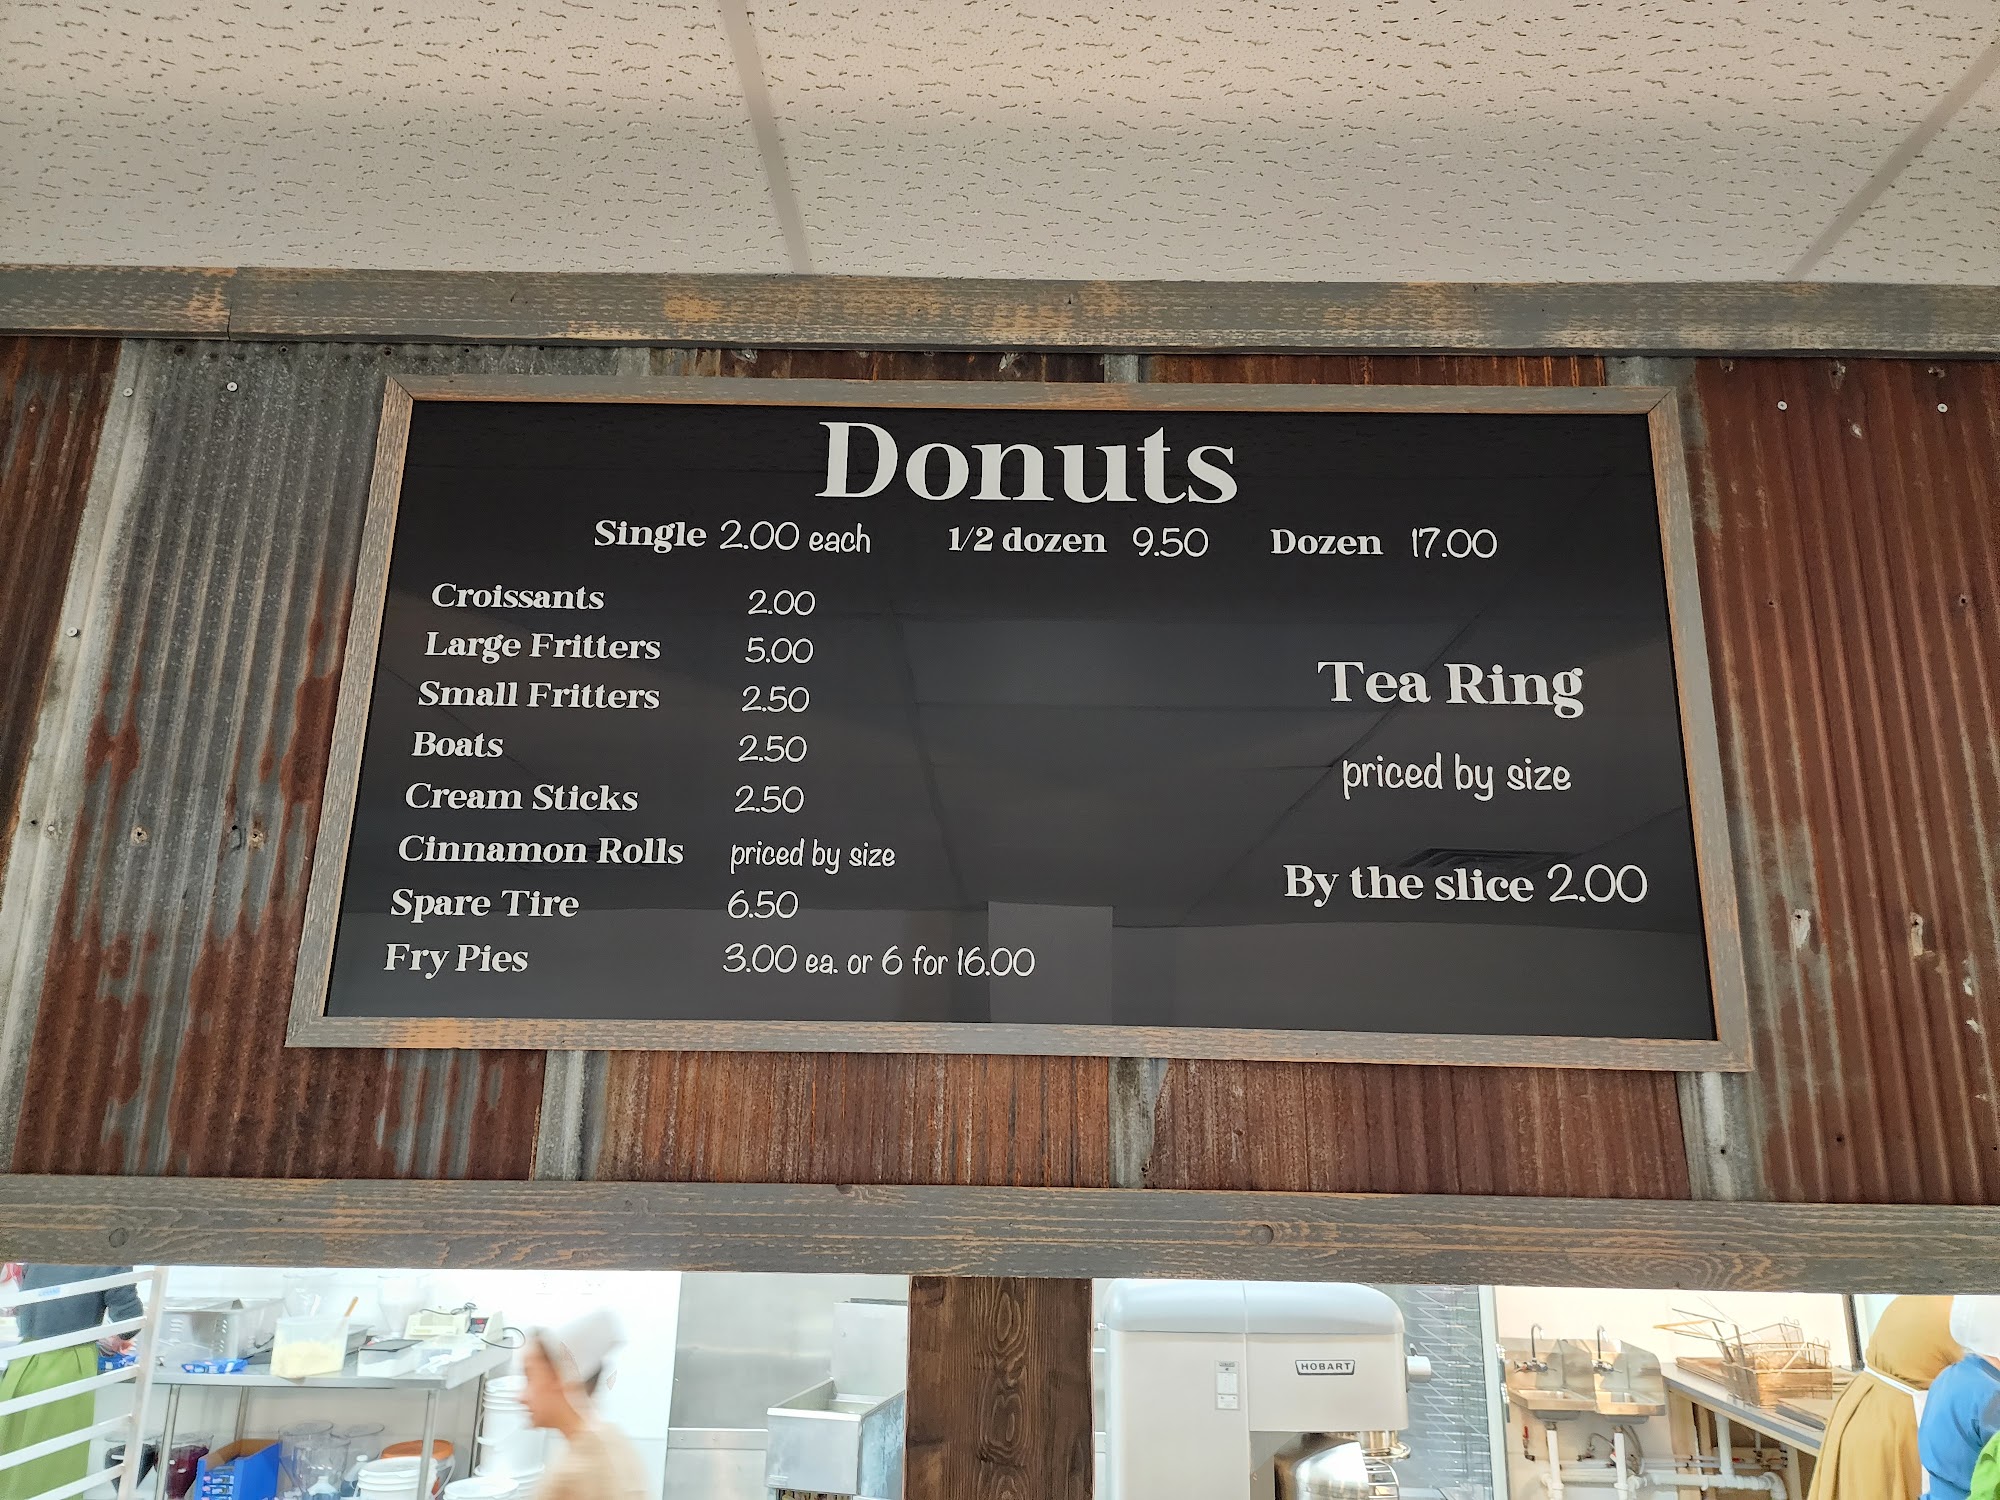 Donuts
Single 2.00 each 1/2 dozen 9.50 Dozen 17.00
Croissants 2.00
Large Fritters 5.00
Small Fritters 2.50
Boats 2.50
Cream Sticks 2.50
Cinnamon Rolls priced by size
Spare Tire 6.50
Fry Pies 3.00 ea. or 6 for 16.00
Tea Ring
priced by size
By the slice 2.00
HOBART